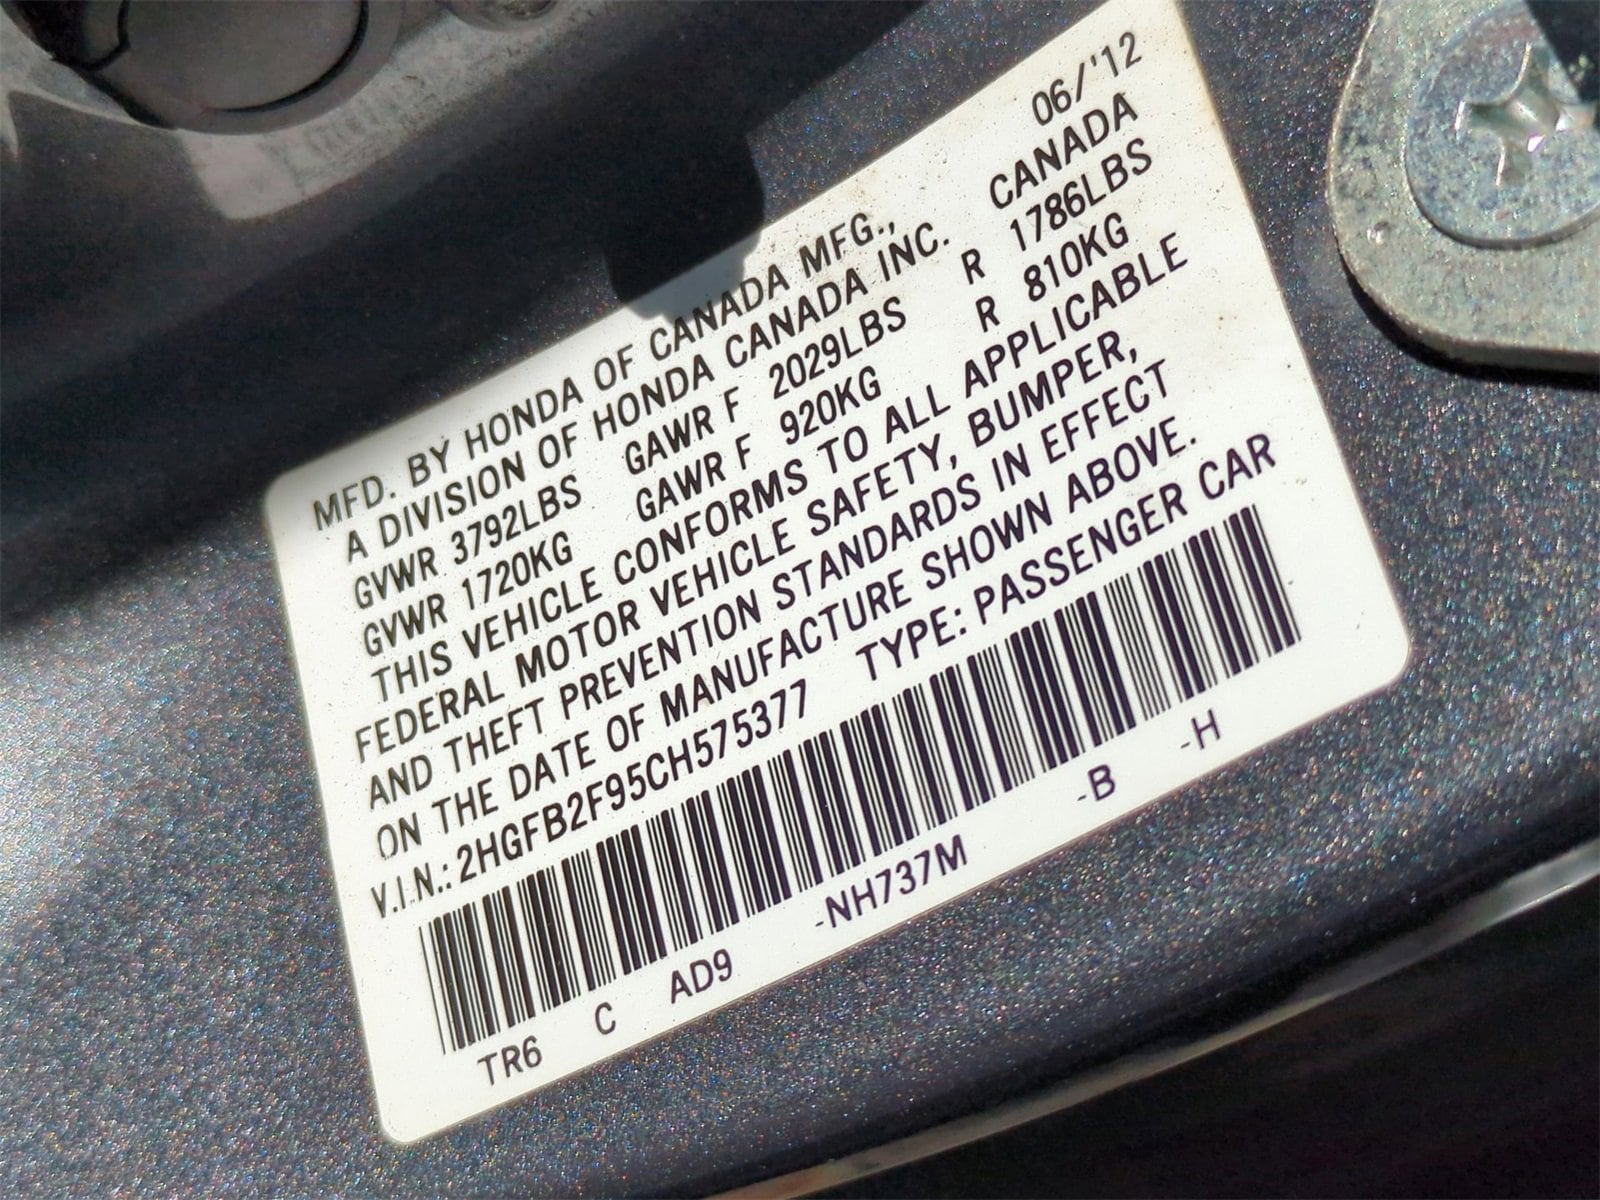 06/'12
MFD. BY HONDA OF CANADA MFG., CANADA
A DIVISION OF HONDA CANADA INC.
GVWR 3792LBS GAWR F 2029LBS R 1786LBS
GVWR 1720KG GAWR F 920KG R 810KG
THIS VEHICLE CONFORMS TO ALL APPLICABLE
FEDERAL MOTOR VEHICLE SAFETY, BUMPER,
AND THEFT PREVENTION STANDARDS IN EFFECT
ON THE DATE OF MANUFACTURE SHOWN ABOVE.
V.I.N.: 2HGFB2F95CH575377 TYPE: PASSENGER CAR
TR6 C AD9 -NH737M -B -H